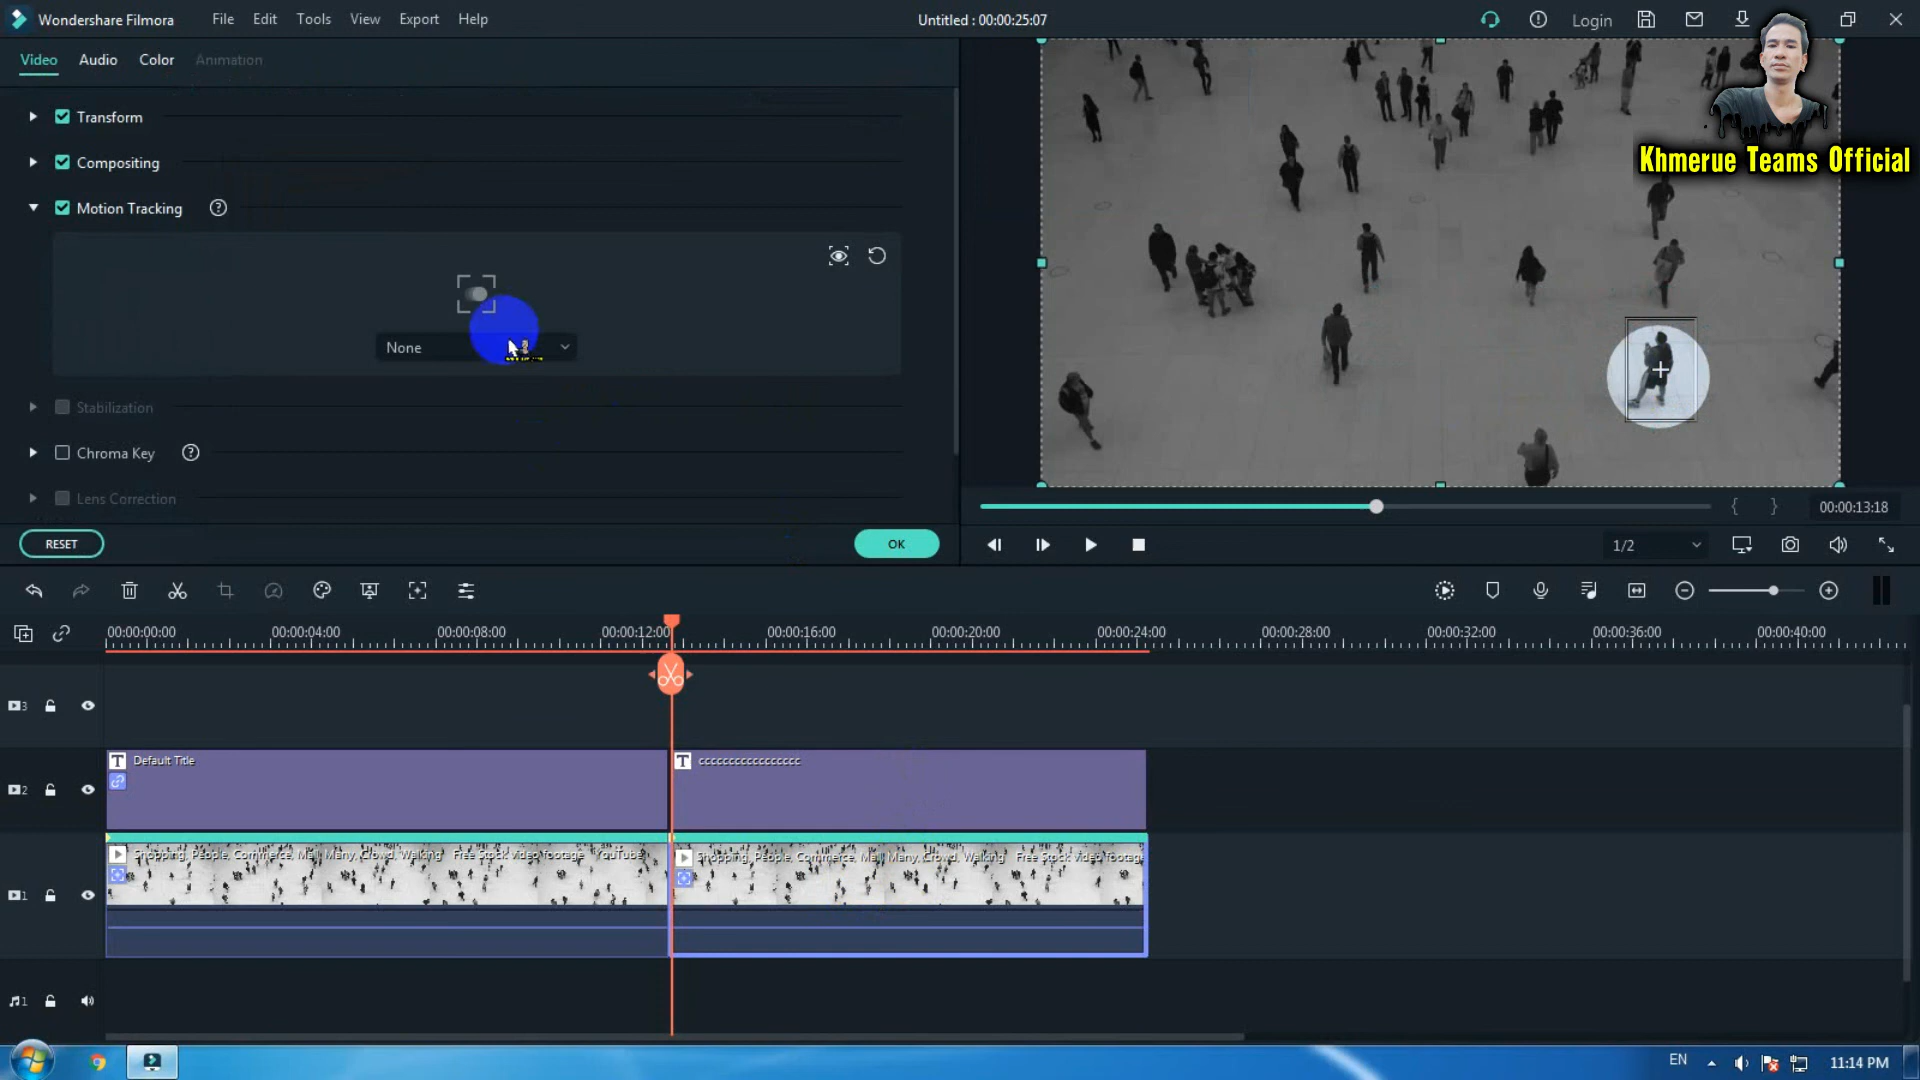 Wondershare Filmora File Edit Tools View Export Help Untitled : 00:00:25:07 Login
Video Audio Color Animation
Transform
Compositing
Motion Tracking
None
Stabilization
Chroma Key
Lens Correction
RESET OK
Khmerue Teams Official
00:00:13:18
1/2
00:00:00:00 00:00:04:00 00:00:08:00 00:00:12:00 00:00:16:00 00:00:20:00 00:00:24:00 00:00:28:00 00:00:32:00 00:00:36:00 00:00:40:00
3
2 T Default Title T ccccccccccccccccc
1 Shopping, People, Commerce, Mall, Many, Crowd, Walking Free Stock video footage YouTube Shopping, People, Commerce, Mall, Many, Crowd, Walking Free Stock video footage
1
EN 11:14 PM